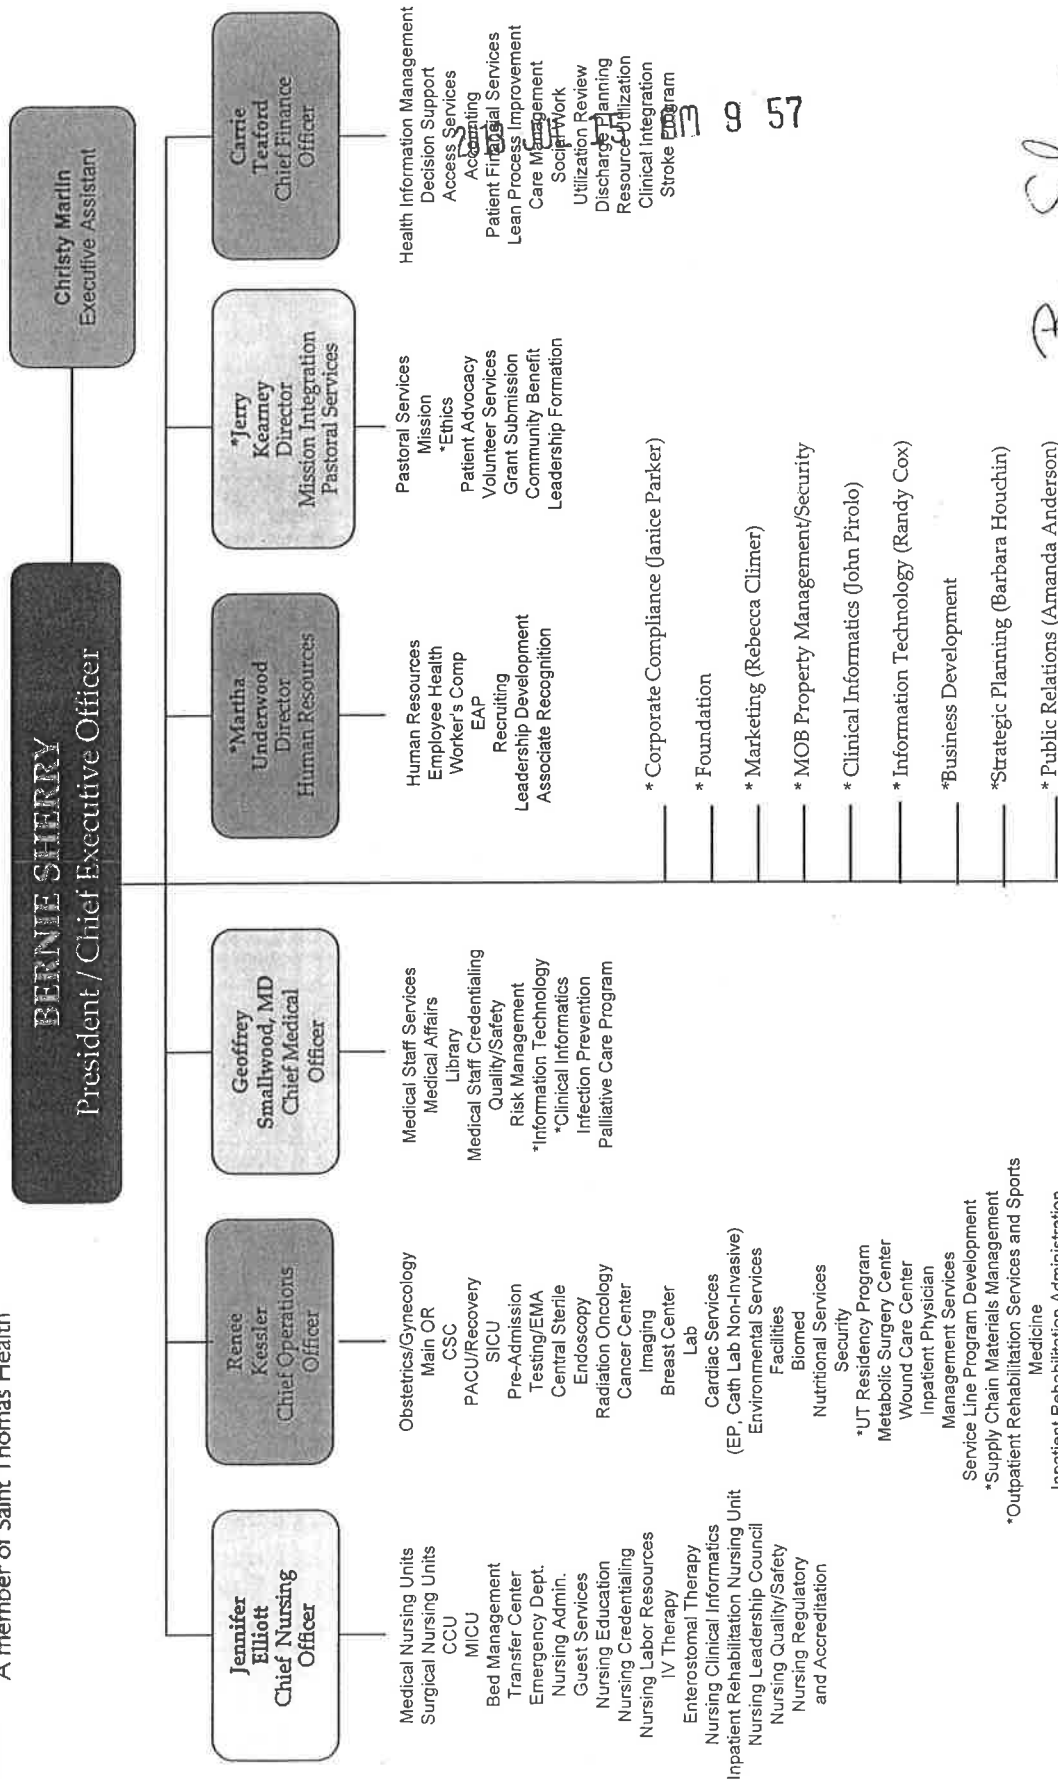 A member of Saint Thomas Health
BERNIE SHERRY
President / Chief Executive Officer
Christy Marlin
Executive Assistant
Jennifer
Elliott
Chief Nursing
Officer
Medical Nursing Units
Surgical Nursing Units
CCU
MICU
Bed Management
Transfer Center
Emergency Dept.
Nursing Admin.
Guest Services
Nursing Education
Nursing Credentialing
Nursing Labor Resources
IV Therapy
Enterostomal Therapy
Nursing Clinical Informatics
Inpatient Rehabilitation Nursing Unit
Nursing Leadership Council
Nursing Quality/Safety
Nursing Regulatory
and Accreditation
Renee
Kessler
Chief Operations
Officer
Obstetrics/Gynecology
Main OR
CSC
PACU/Recovery
SICU
Pre-Admission
Testing/EMA
Central Sterile
Endoscopy
Radiation Oncology
Cancer Center
Imaging
Breast Center
Lab
Cardiac Services
(EP, Cath Lab Non-Invasive)
Environmental Services
Facilities
Biomed
Nutritional Services
Security
*UT Residency Program
Metabolic Surgery Center
Wound Care Center
Inpatient Physician
Management Services
Service Line Program Development
*Supply Chain Materials Management
*Outpatient Rehabilitation Services and Sports
Medicine
Inpatient Rehabilitation Administration
Geoffrey
Smallwood, MD
Chief Medical
Officer
Medical Staff Services
Medical Affairs
Library
Medical Staff Credentialing
Quality/Safety
Risk Management
*Information Technology
*Clinical Informatics
Infection Prevention
Palliative Care Program
*Martha
Underwood
Director
Human Resources
Human Resources
Employee Health
Worker's Comp
EAP
Recruiting
Leadership Development
Associate Recognition
*Jerry
Kearney
Director
Mission Integration
Pastoral Services
Pastoral Services
Mission
*Ethics
Patient Advocacy
Volunteer Services
Grant Submission
Community Benefit
Leadership Formation
Carrie
Teaford
Chief Finance
Officer
Health Information Management
Decision Support
Access Services
Accounting
Patient Financial Services
Lean Process Improvement
Care Management
Social Work
Utilization Review
Discharge Planning
Resource Utilization
Clinical Integration
Stroke Program
* Corporate Compliance (Janice Parker)
* Foundation
* Marketing (Rebecca Climer)
* MOB Property Management/Security
* Clinical Informatics (John Pirolo)
* Information Technology (Randy Cox)
*Business Development
*Strategic Planning (Barbara Houchin)
* Public Relations (Amanda Anderson)
9 57